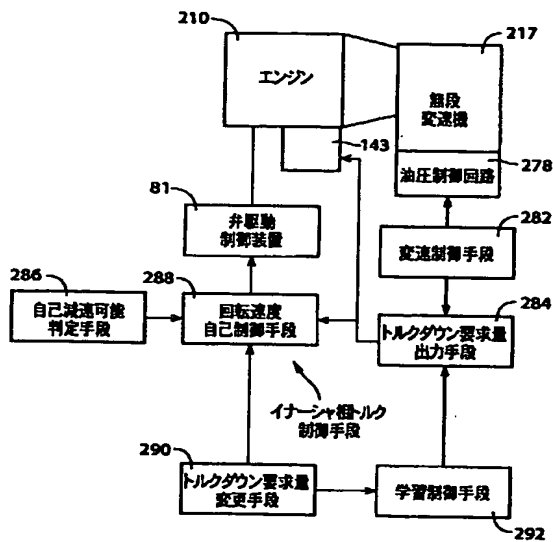 210
217
エンジン
無段
変速機
143
278
油圧制御回路
81
弁駆動
制御装置
282
変速制御手段
286
288
284
自己減速可能
判定手段
回転速度
自己制御手段
トルクダウン要求量
出力手段
イナーシャ相トルク
制御手段
290
トルクダウン要求量
変更手段
学習制御手段
292